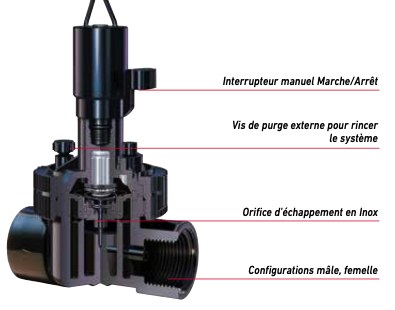 Interrupteur manuel Marche/Arrêt
Vis de purge externe pour rincer
le système
Orifice d'échappement en Inox
Configurations mâle, femelle